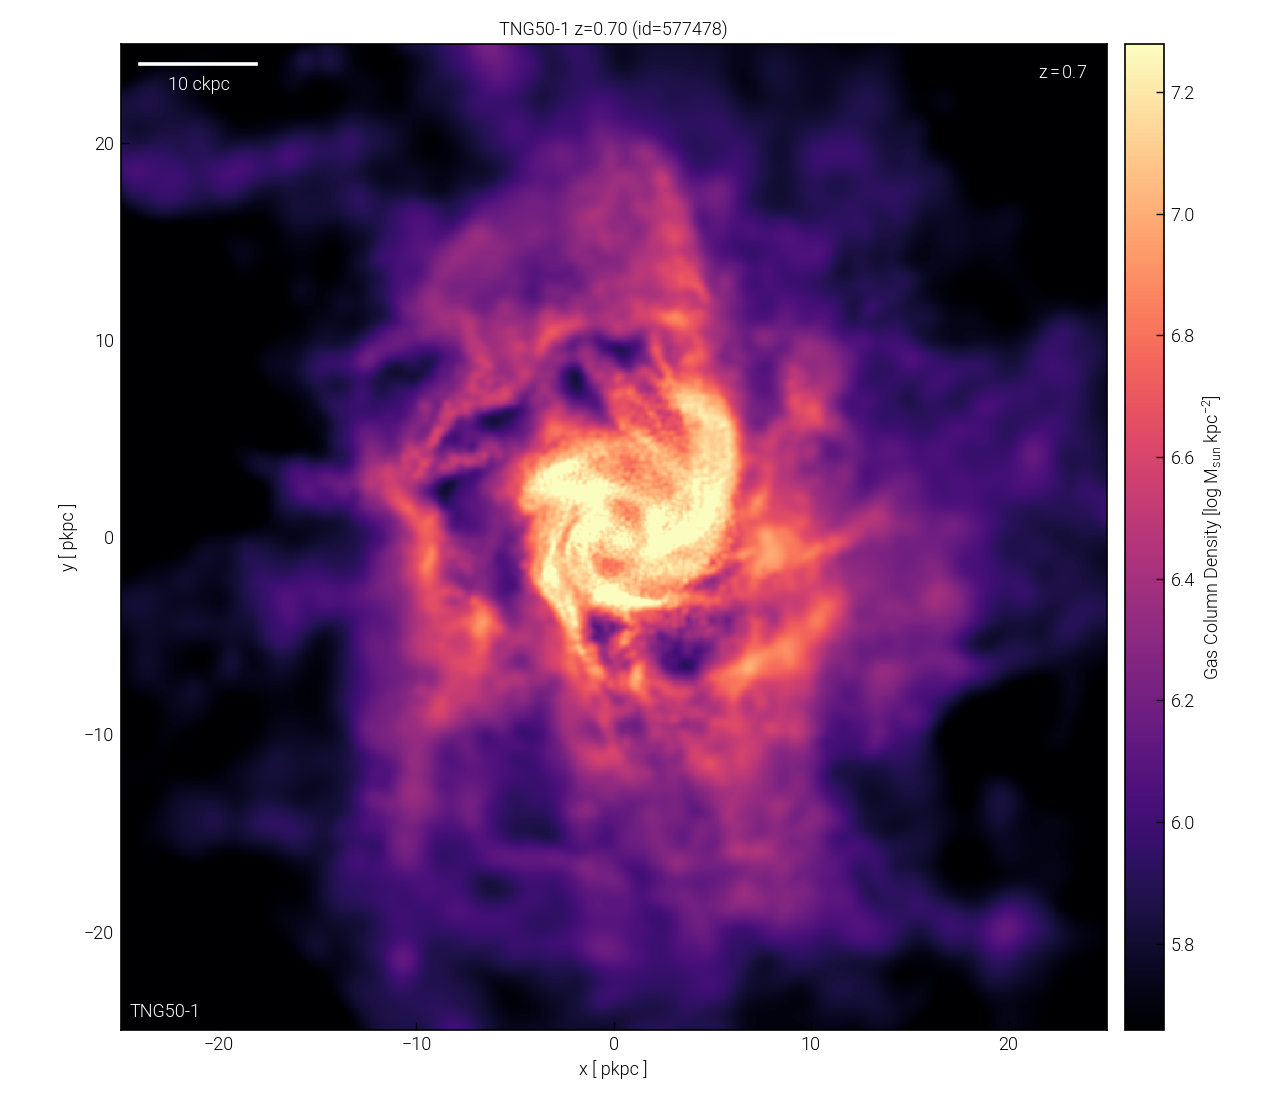 TNG50-1 z=0.70 (id=577478)
10 ckpc
z=0.7
TNG50-1
20
10
0
−10
−20
y [ pkpc ]
−20
−10
0
10
20
x [ pkpc ]
7.2
7.0
6.8
6.6
6.4
6.2
6.0
5.8
Gas Column Density [log M_sun kpc⁻²]